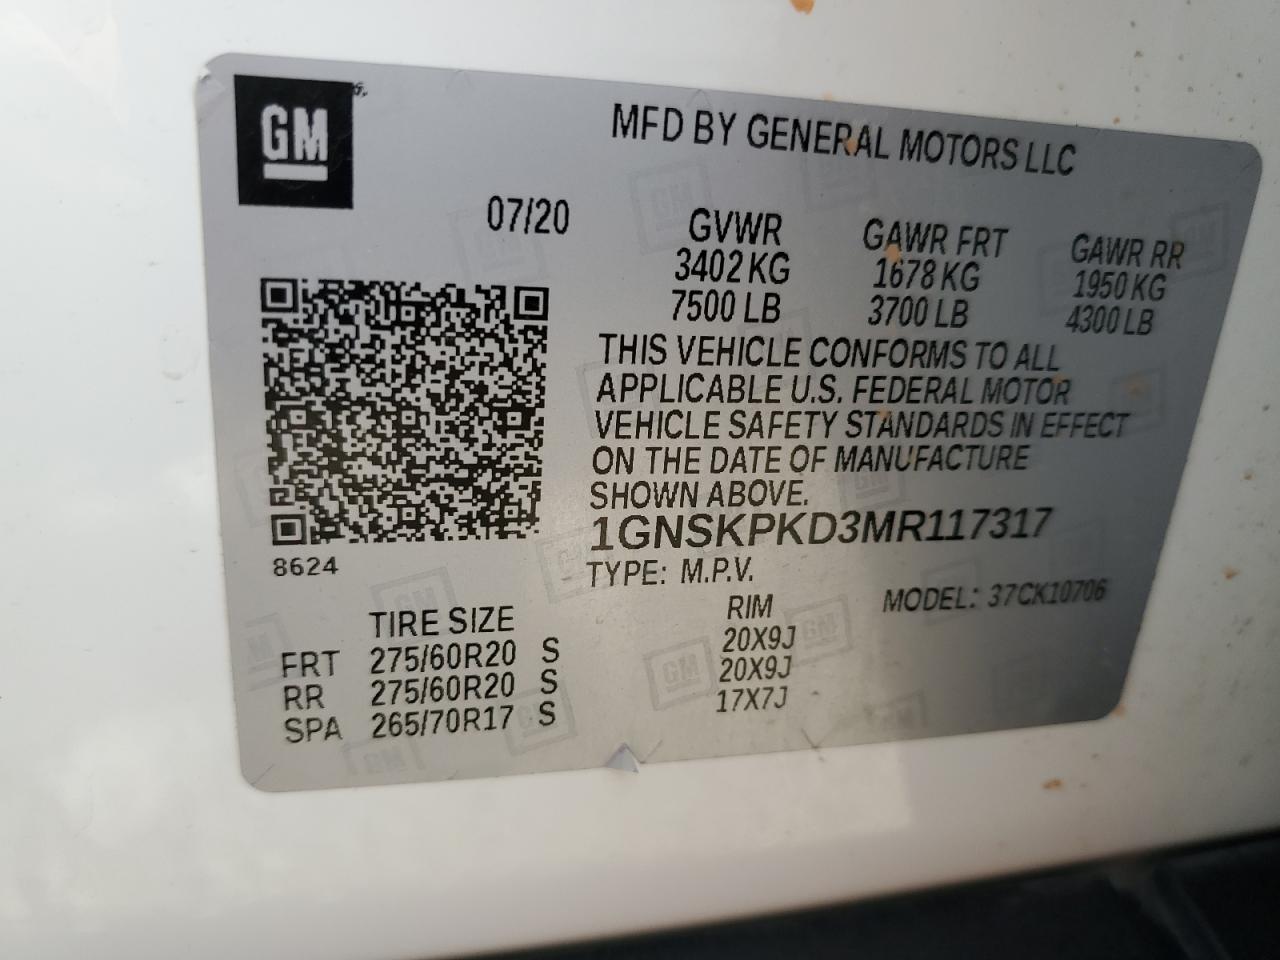 GM
MFD BY GENERAL MOTORS LLC
07/20
GVWR GAWR FRT GAWR RR
3402 KG 1678 KG 1950 KG
7500 LB 3700 LB 4300 LB
THIS VEHICLE CONFORMS TO ALL
APPLICABLE U.S. FEDERAL MOTOR
VEHICLE SAFETY STANDARDS IN EFFECT
ON THE DATE OF MANUFACTURE
SHOWN ABOVE.
1GNSKPKD3MR117317
8624
TYPE: M.P.V. MODEL: 37CK10706
TIRE SIZE RIM
FRT 275/60R20 S 20X9J
RR 275/60R20 S 20X9J
SPA 265/70R17 S 17X7J